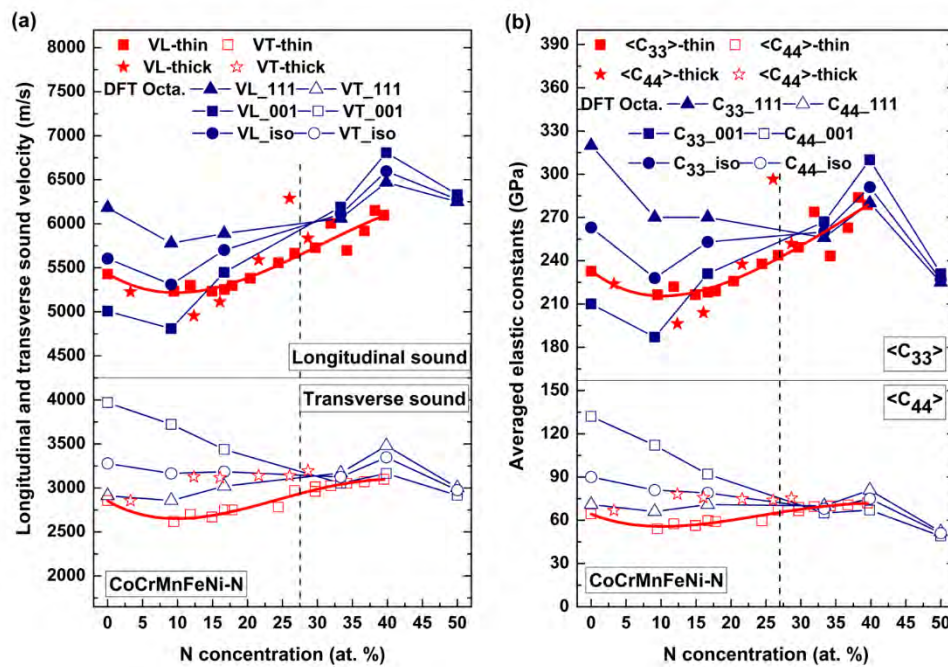 (a)
VL-thin VT-thin
VL-thick VT-thick
DFT Octa. VL_111 VT_111
VL_001 VT_001
VL_iso VT_iso
Longitudinal and transverse sound velocity (m/s)
8000
7500
7000
6500
6000
5500
5000
4500
4000
3500
3000
2500
2000
Longitudinal sound
Transverse sound
CoCrMnFeNi-N
0 5 10 15 20 25 30 35 40 45 50
N concentration (at. %)
(b)
<C33>-thin <C44>-thin
<C33>-thick <C44>-thick
DFT Octa. C33_111 C44_111
C33_001 C44_001
C33_iso C44_iso
Averaged elastic constants (GPa)
390
360
330
300
270
240
210
180
150
120
90
60
30
0
<C33>
<C44>
CoCrMnFeNi-N
0 5 10 15 20 25 30 35 40 45 50
N concentration (at. %)